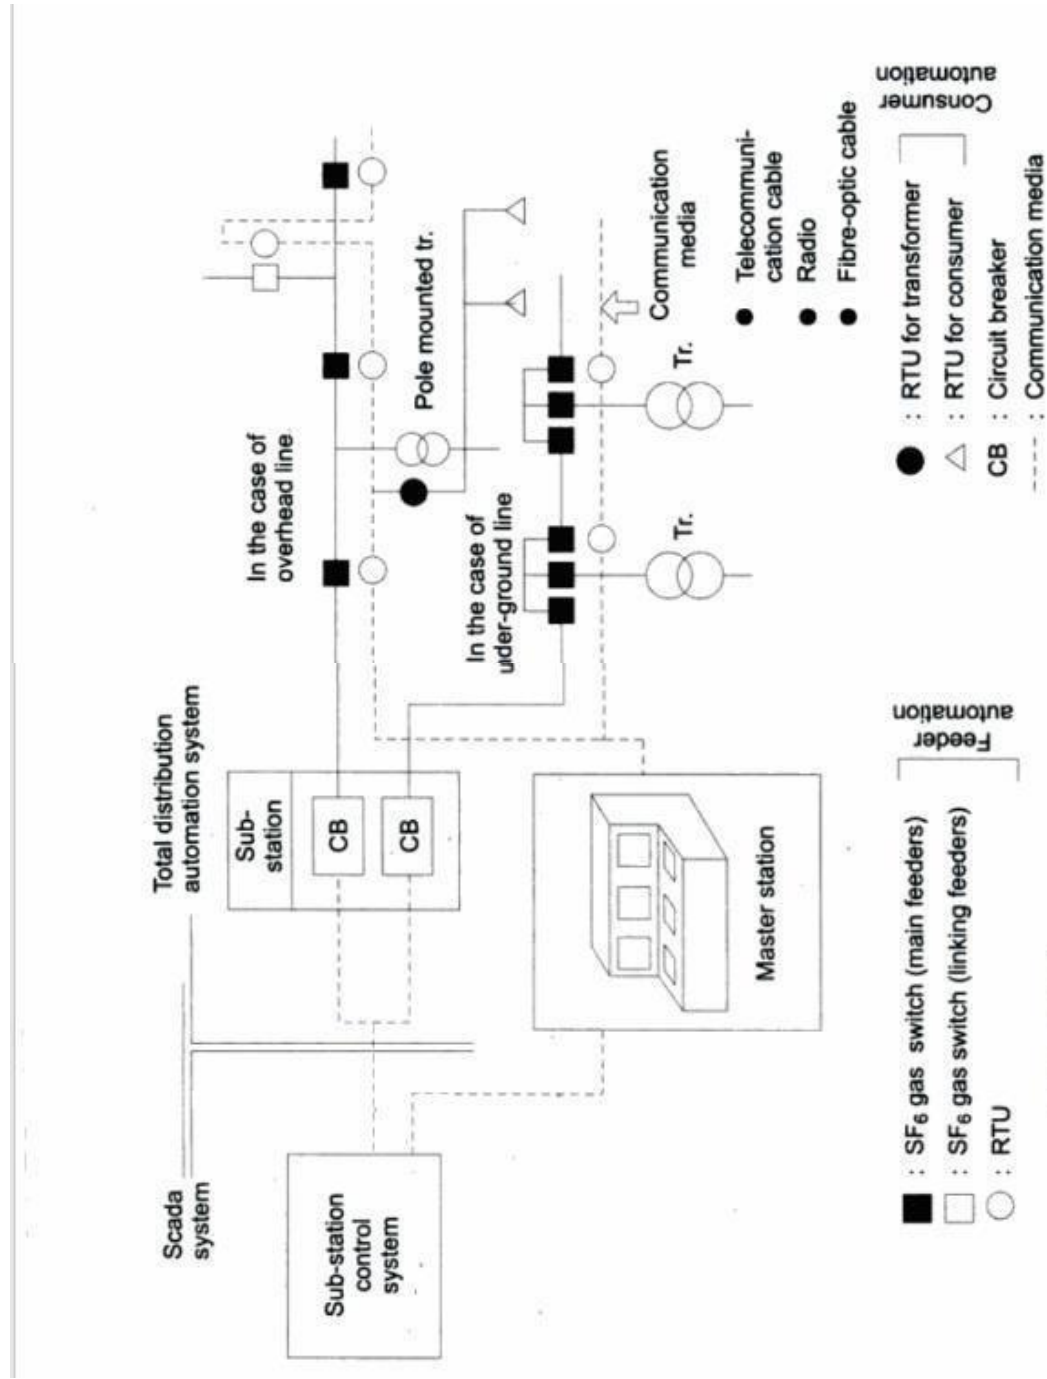 Scada
system
Total distribution
automation system
Sub-station
control
system
Sub-
station
CB
CB
Master station
In the case of
overhead line
Pole mounted tr.
In the case of
uider-ground line
Tr.
Tr.
Communication
media
Telecommuni-
cation cable
Radio
Fibre-optic cable
: SF6 gas switch (main feeders)
: SF6 gas switch (linking feeders)
: RTU
Feeder
automation
: RTU for transformer
: RTU for consumer
CB : Circuit breaker
: Communication media
Consumer
automation